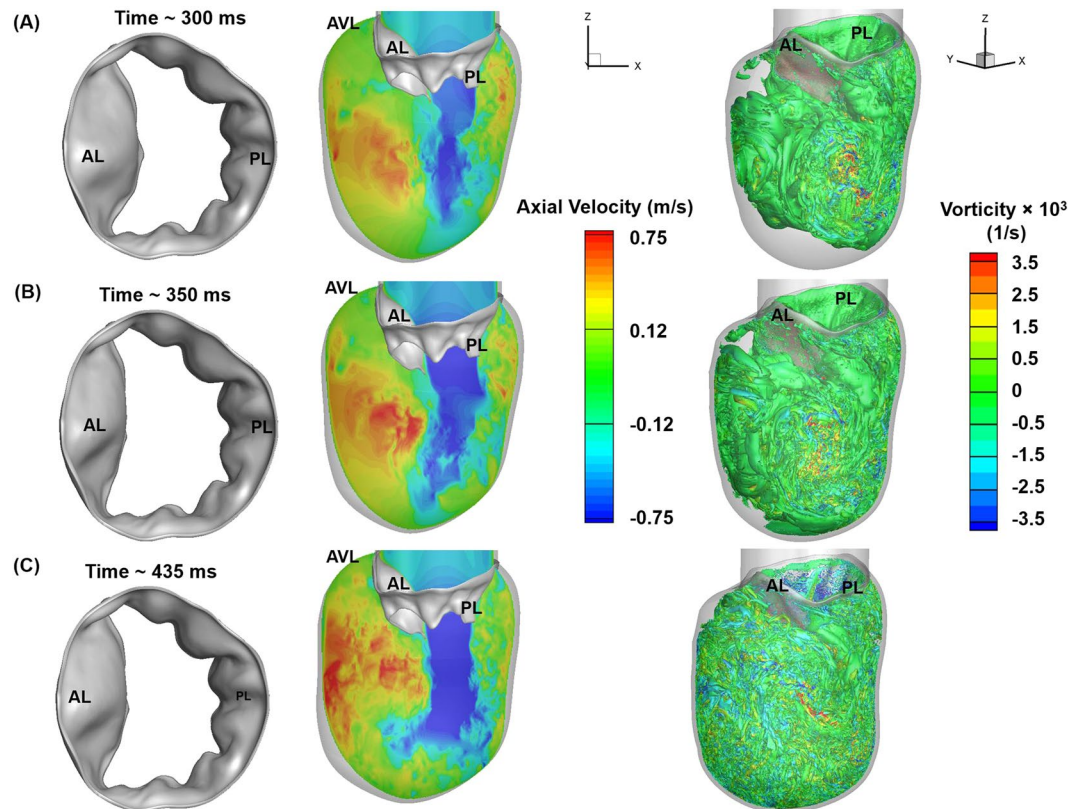 (A)
Time ~ 300 ms
AL
PL
AVL
AL
PL
Z
Y
X
AL
PL
Z
Y
X
Axial Velocity (m/s)
0.75
0.12
-0.12
-0.75
Vorticity × 10³
(1/s)
3.5
2.5
1.5
0.5
0
-0.5
-1.5
-2.5
-3.5
(B)
Time ~ 350 ms
AL
PL
AVL
AL
PL
AL
PL
(C)
Time ~ 435 ms
AL
PL
AVL
AL
PL
AL
PL